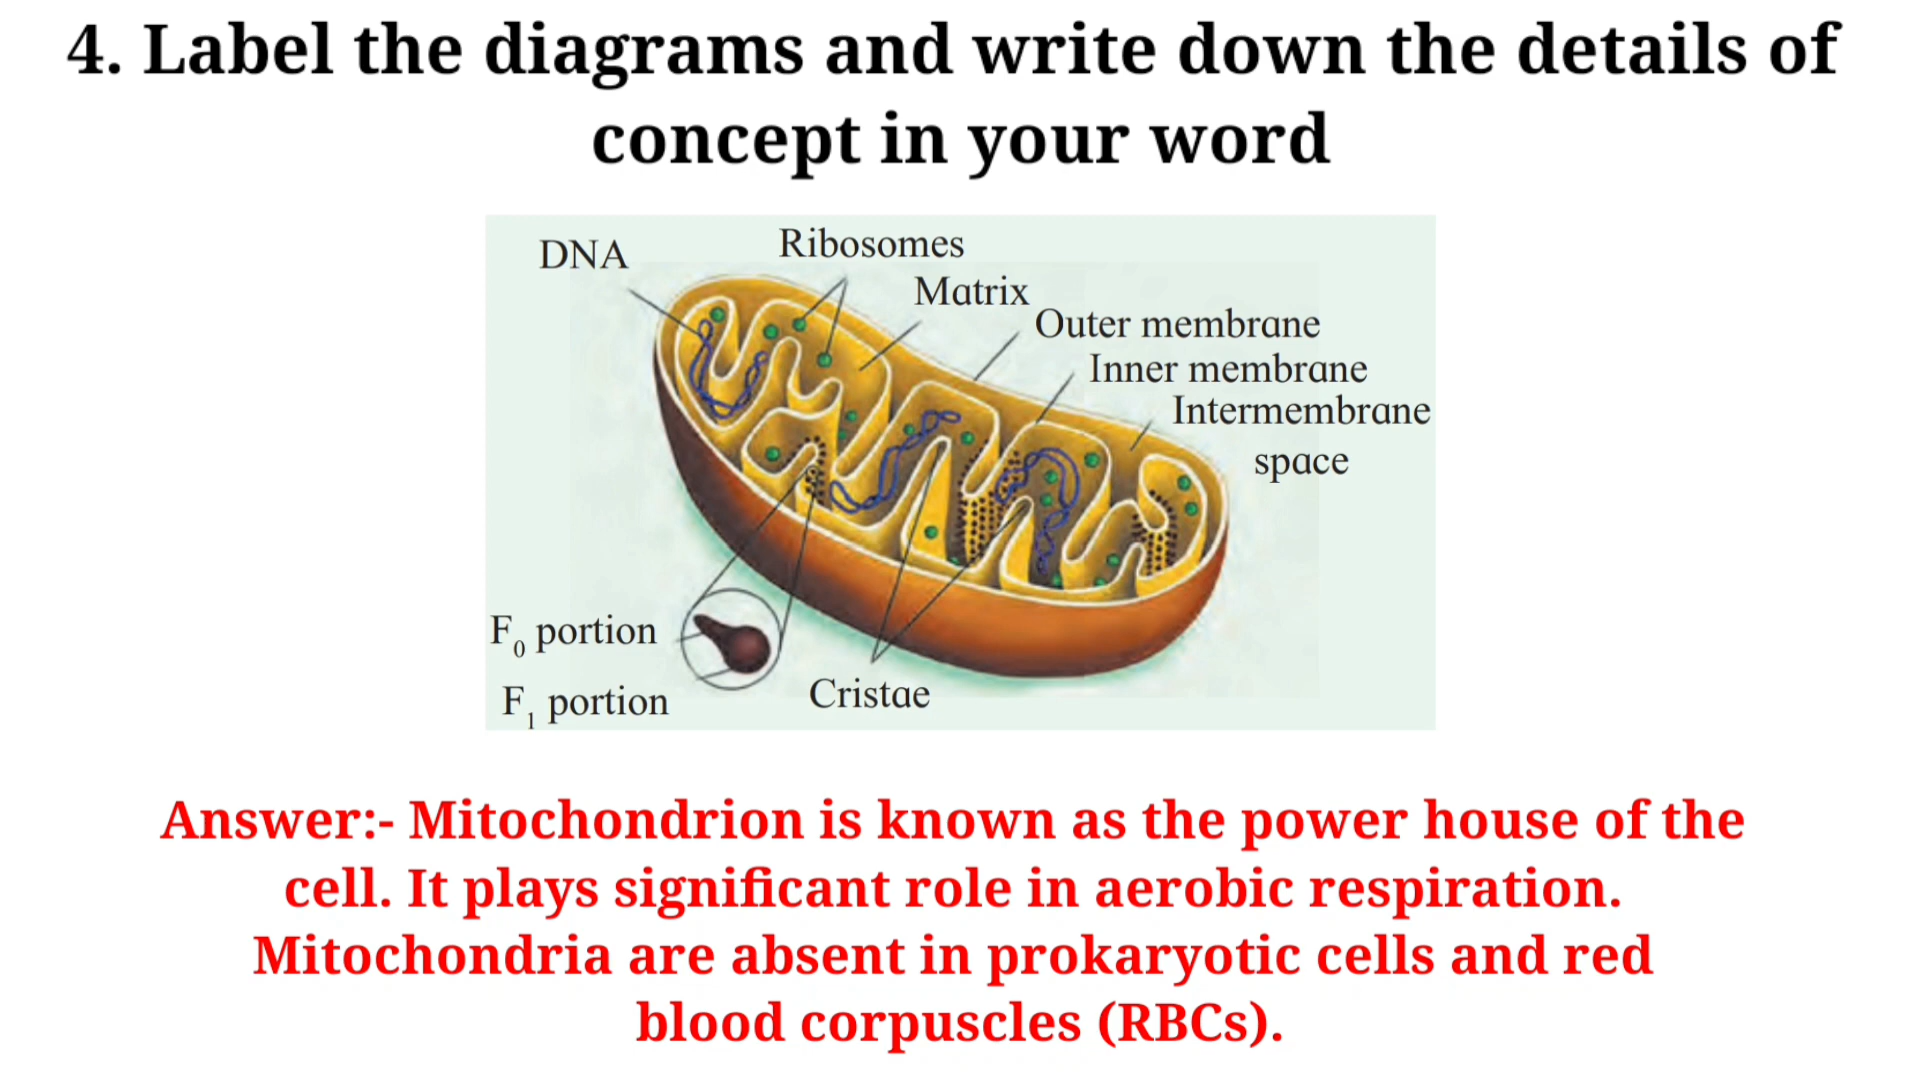 4. Label the diagrams and write down the details of
concept in your word
DNA
Ribosomes
Matrix
Outer membrane
Inner membrane
Intermembrane
space
F₀ portion
F₁ portion
Cristae
Answer:- Mitochondrion is known as the power house of the
cell. It plays significant role in aerobic respiration.
Mitochondria are absent in prokaryotic cells and red
blood corpuscles (RBCs).